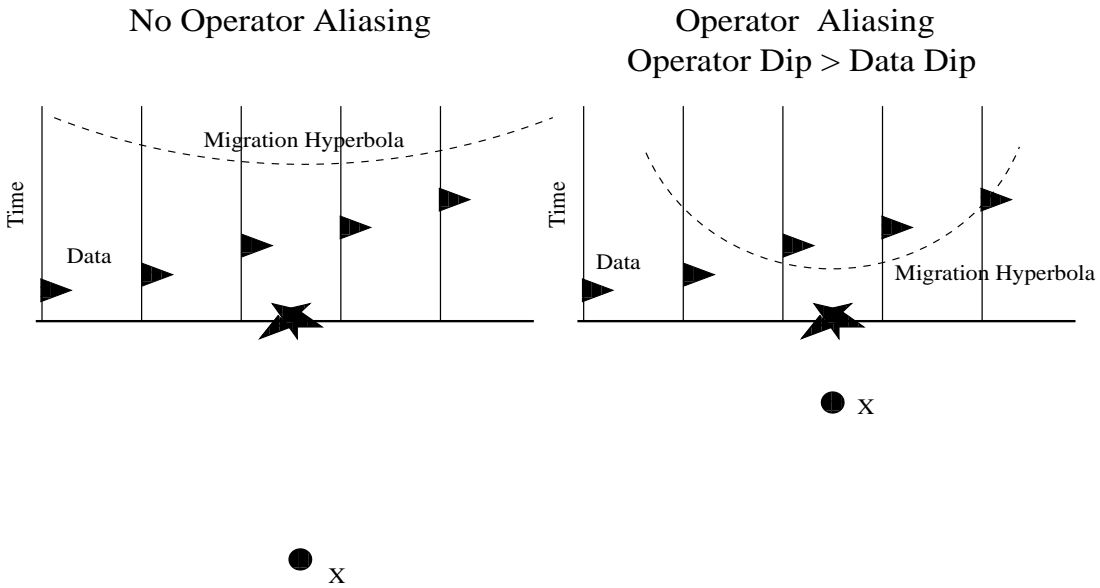 No Operator Aliasing
Migration Hyperbola
Time
Data
X
Operator Aliasing
Operator Dip > Data Dip
Time
Data
Migration Hyperbola
X